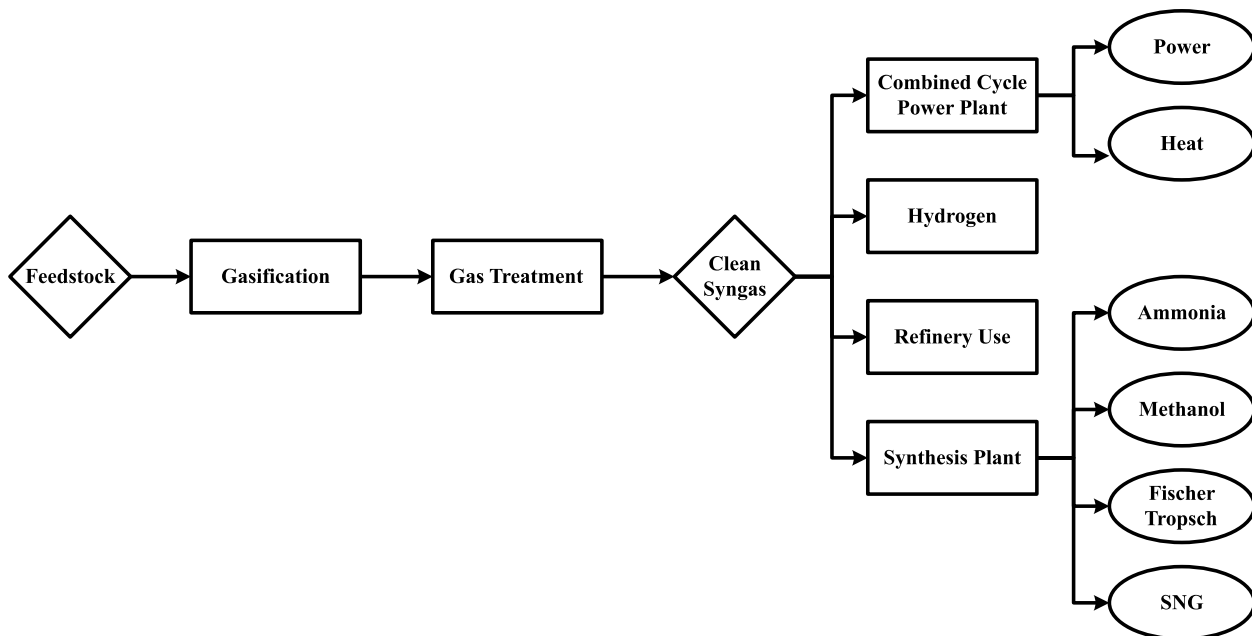 Feedstock
Gasification
Gas Treatment
Clean
Syngas
Combined Cycle
Power Plant
Hydrogen
Refinery Use
Synthesis Plant
Power
Heat
Ammonia
Methanol
Fischer
Tropsch
SNG